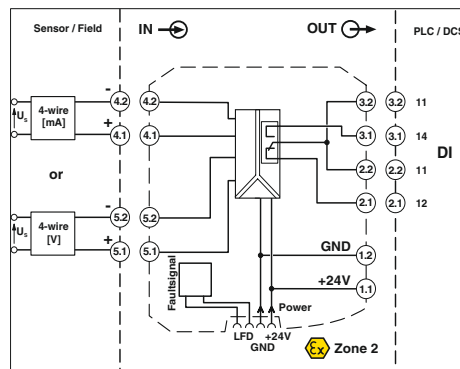 Sensor / Field
IN
OUT
PLC / DCS
4-wire
[mA]
Us
-
+
4.2
4.1
4.2
4.1
3.2
3.2
11
3.1
3.1
14
DI
2.2
2.2
11
2.1
2.1
12
or
4-wire
[V]
Us
-
+
5.2
5.1
5.2
5.1
GND
1.2
+24V
1.1
Faultsignal
Power
LFD
+24V
GND
Ex
Zone 2